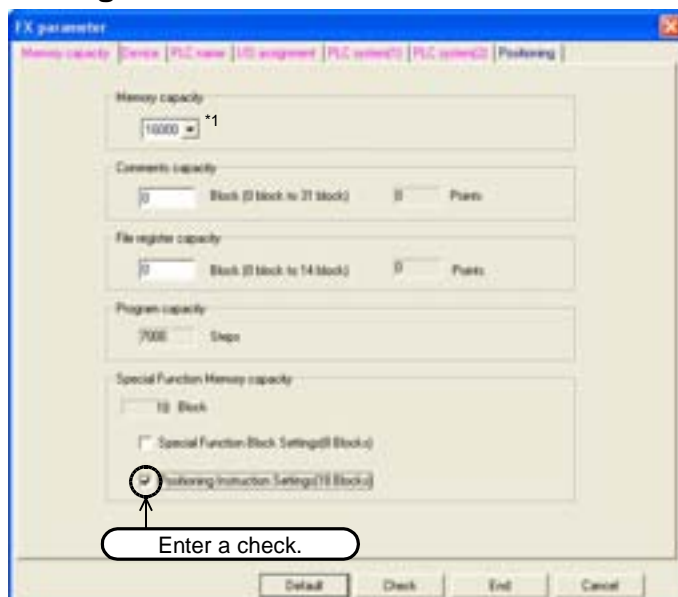 FX parameter
Memory capacity Device PLC name I/O assignment PLC system(1) PLC system(2) Positioning
Memory capacity
16000 *1
Comments capacity
0 Block (0 block to 31 block) 0 Points
File register capacity
0 Block (0 block to 14 block) 0 Points
Program capacity
7000 Steps
Special Function Memory capacity
18 Block
Special Function Block Settings(8 Blocks)
Positioning Instruction Settings(18 Blocks)
Enter a check.
Default Check End Cancel